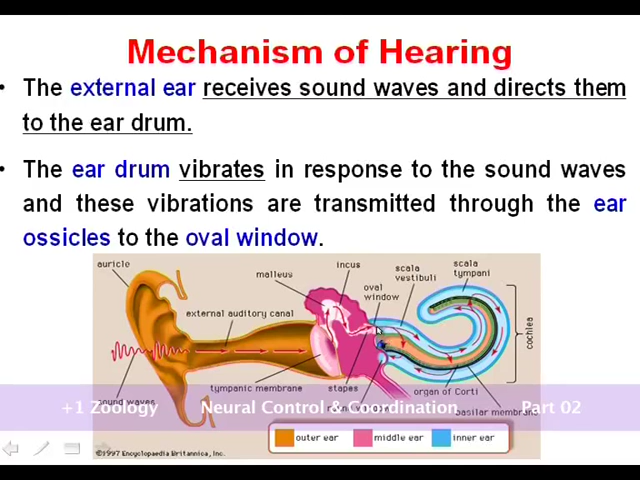 Mechanism of Hearing
• The external ear receives sound waves and directs them
to the ear drum.
• The ear drum vibrates in response to the sound waves
and these vibrations are transmitted through the ear
ossicles to the oval window.
auricle
malleus
incus
oval
window
scala
vestibuli
scala
tympani
external auditory canal
cochlea
sound waves
tympanic membrane
stapes
organ of Corti
basilar membrane
+1 Zoology Neural Control & Coordination Part 02
outer ear middle ear inner ear
©1997 Encyclopaedia Britannica, Inc.